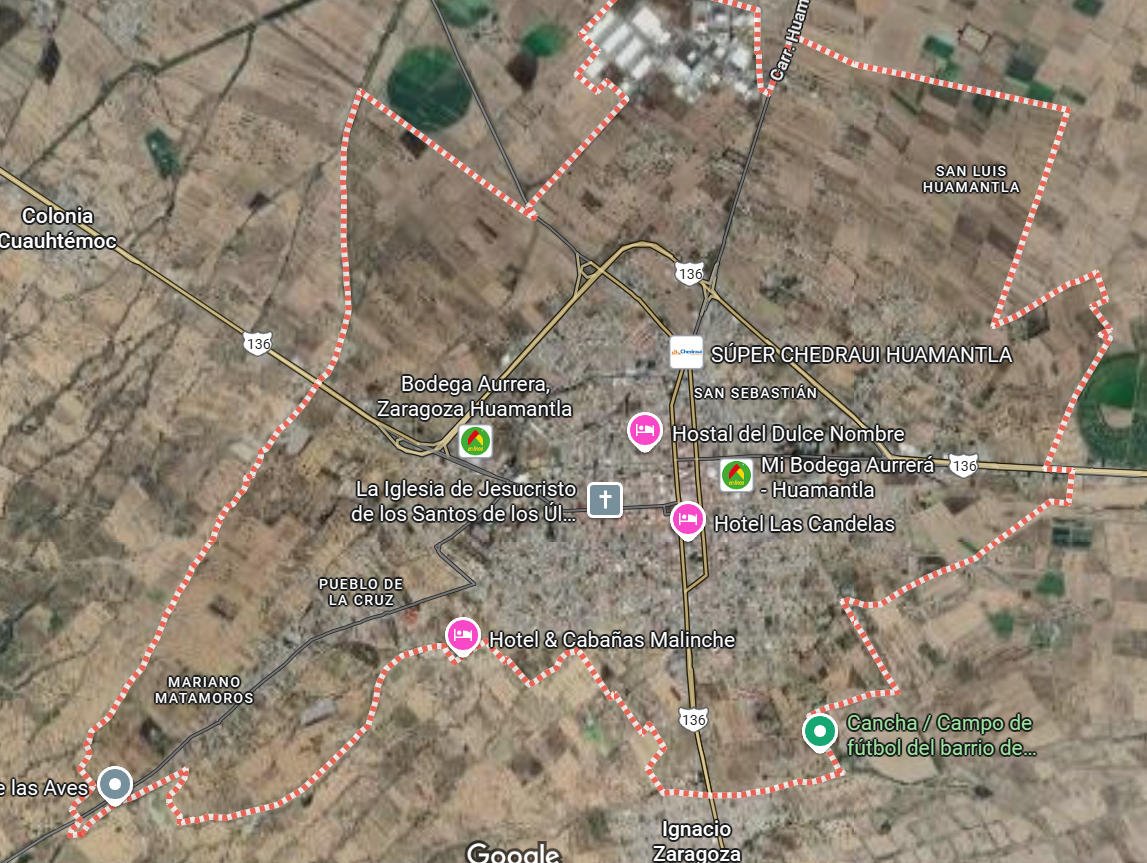 Carr. Huam
SAN LUIS
HUAMANTLA
Colonia
Cuauhtémoc
136
136
SÚPER CHEDRAUI HUAMANTLA
Chedraui
Bodega Aurrera,
Zaragoza Huamantla
SAN SEBASTIÁN
Hostal del Dulce Nombre
Mi Bodega Aurrerá
- Huamantla
136
La Iglesia de Jesucristo
de los Santos de los Úl...
Hotel Las Candelas
PUEBLO DE
LA CRUZ
Hotel & Cabañas Malinche
MARIANO
MATAMOROS
136
Cancha / Campo de
fútbol del barrio de...
e las Aves
Ignacio
Zaragoza
Google